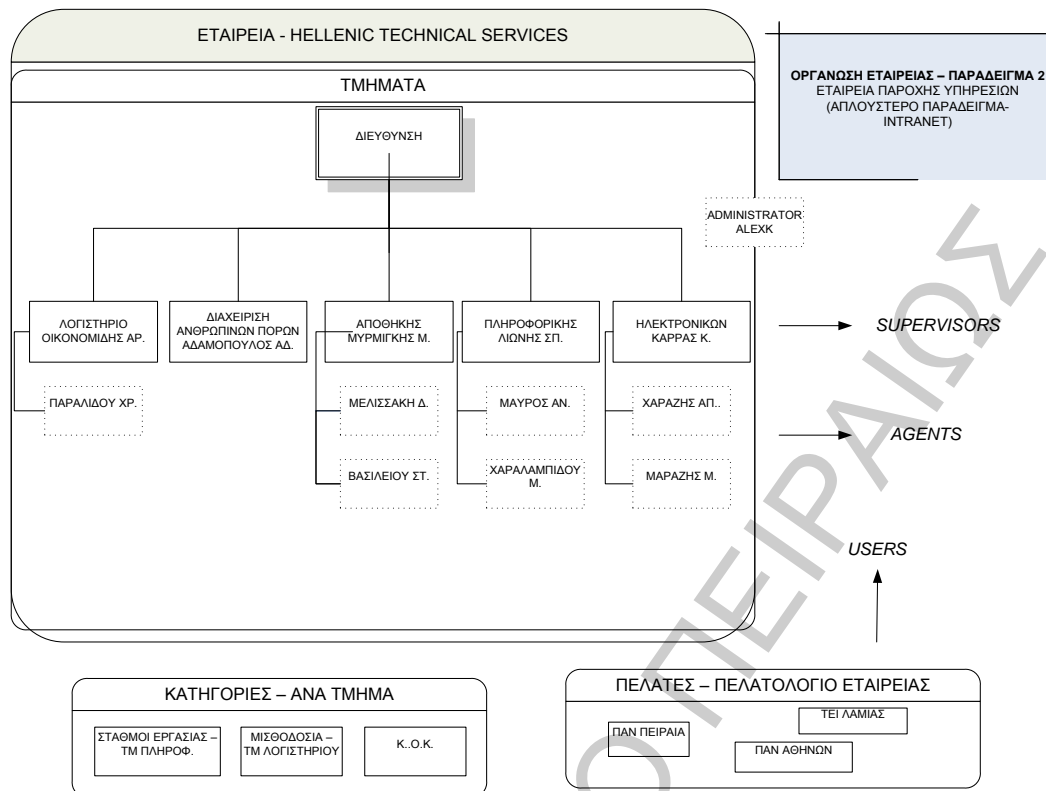 ΕΤΑΙΡΕΙΑ - HELLENIC TECHNICAL SERVICES
ΟΡΓΑΝΩΣΗ ΕΤΑΙΡΕΙΑΣ – ΠΑΡΑΔΕΙΓΜΑ 2
ΕΤΑΙΡΕΙΑ ΠΑΡΟΧΗΣ ΥΠΗΡΕΣΙΩΝ
(ΑΠΛΟΥΣΤΕΡΟ ΠΑΡΑΔΕΙΓΜΑ-
INTRANET)
ΤΜΗΜΑΤΑ
ΔΙΕΥΘΥΝΣΗ
ADMINISTRATOR
ALEXK
ΛΟΓΙΣΤΗΡΙΟ
ΟΙΚΟΝΟΜΙΔΗΣ ΑΡ.
ΔΙΑΧΕΙΡΙΣΗ
ΑΝΘΡΩΠΙΝΩΝ ΠΟΡΩΝ
ΑΔΑΜΟΠΟΥΛΟΣ ΑΔ.
ΑΠΟΘΗΚΗΣ
ΜΥΡΜΙΓΚΗΣ Μ.
ΠΛΗΡΟΦΟΡΙΚΗΣ
ΛΙΩΝΗΣ ΣΠ.
ΗΛΕΚΤΡΟΝΙΚΩΝ
ΚΑΡΡΑΣ Κ.
SUPERVISORS
ΠΑΡΑΛΙΔΟΥ ΧΡ.
ΜΕΛΙΣΣΑΚΗ Δ.
ΜΑΥΡΟΣ ΑΝ.
ΧΑΡΑΖΗΣ ΑΠ..
AGENTS
ΒΑΣΙΛΕΙΟΥ ΣΤ.
ΧΑΡΑΛΑΜΠΙΔΟΥ
Μ.
ΜΑΡΑΖΗΣ Μ.
USERS
ΚΑΤΗΓΟΡΙΕΣ – ΑΝΑ ΤΜΗΜΑ
ΣΤΑΘΜΟΙ ΕΡΓΑΣΙΑΣ –
ΤΜ ΠΛΗΡΟΦ.
ΜΙΣΘΟΔΟΣΙΑ –
ΤΜ ΛΟΓΙΣΤΗΡΙΟΥ
Κ..Ο.Κ.
ΠΕΛΑΤΕΣ – ΠΕΛΑΤΟΛΟΓΙΟ ΕΤΑΙΡΕΙΑΣ
ΠΑΝ ΠΕΙΡΑΙΑ
ΤΕΙ ΛΑΜΙΑΣ
ΠΑΝ ΑΘΗΝΩΝ
Ο ΠΕΙΡΑΙΩΣ